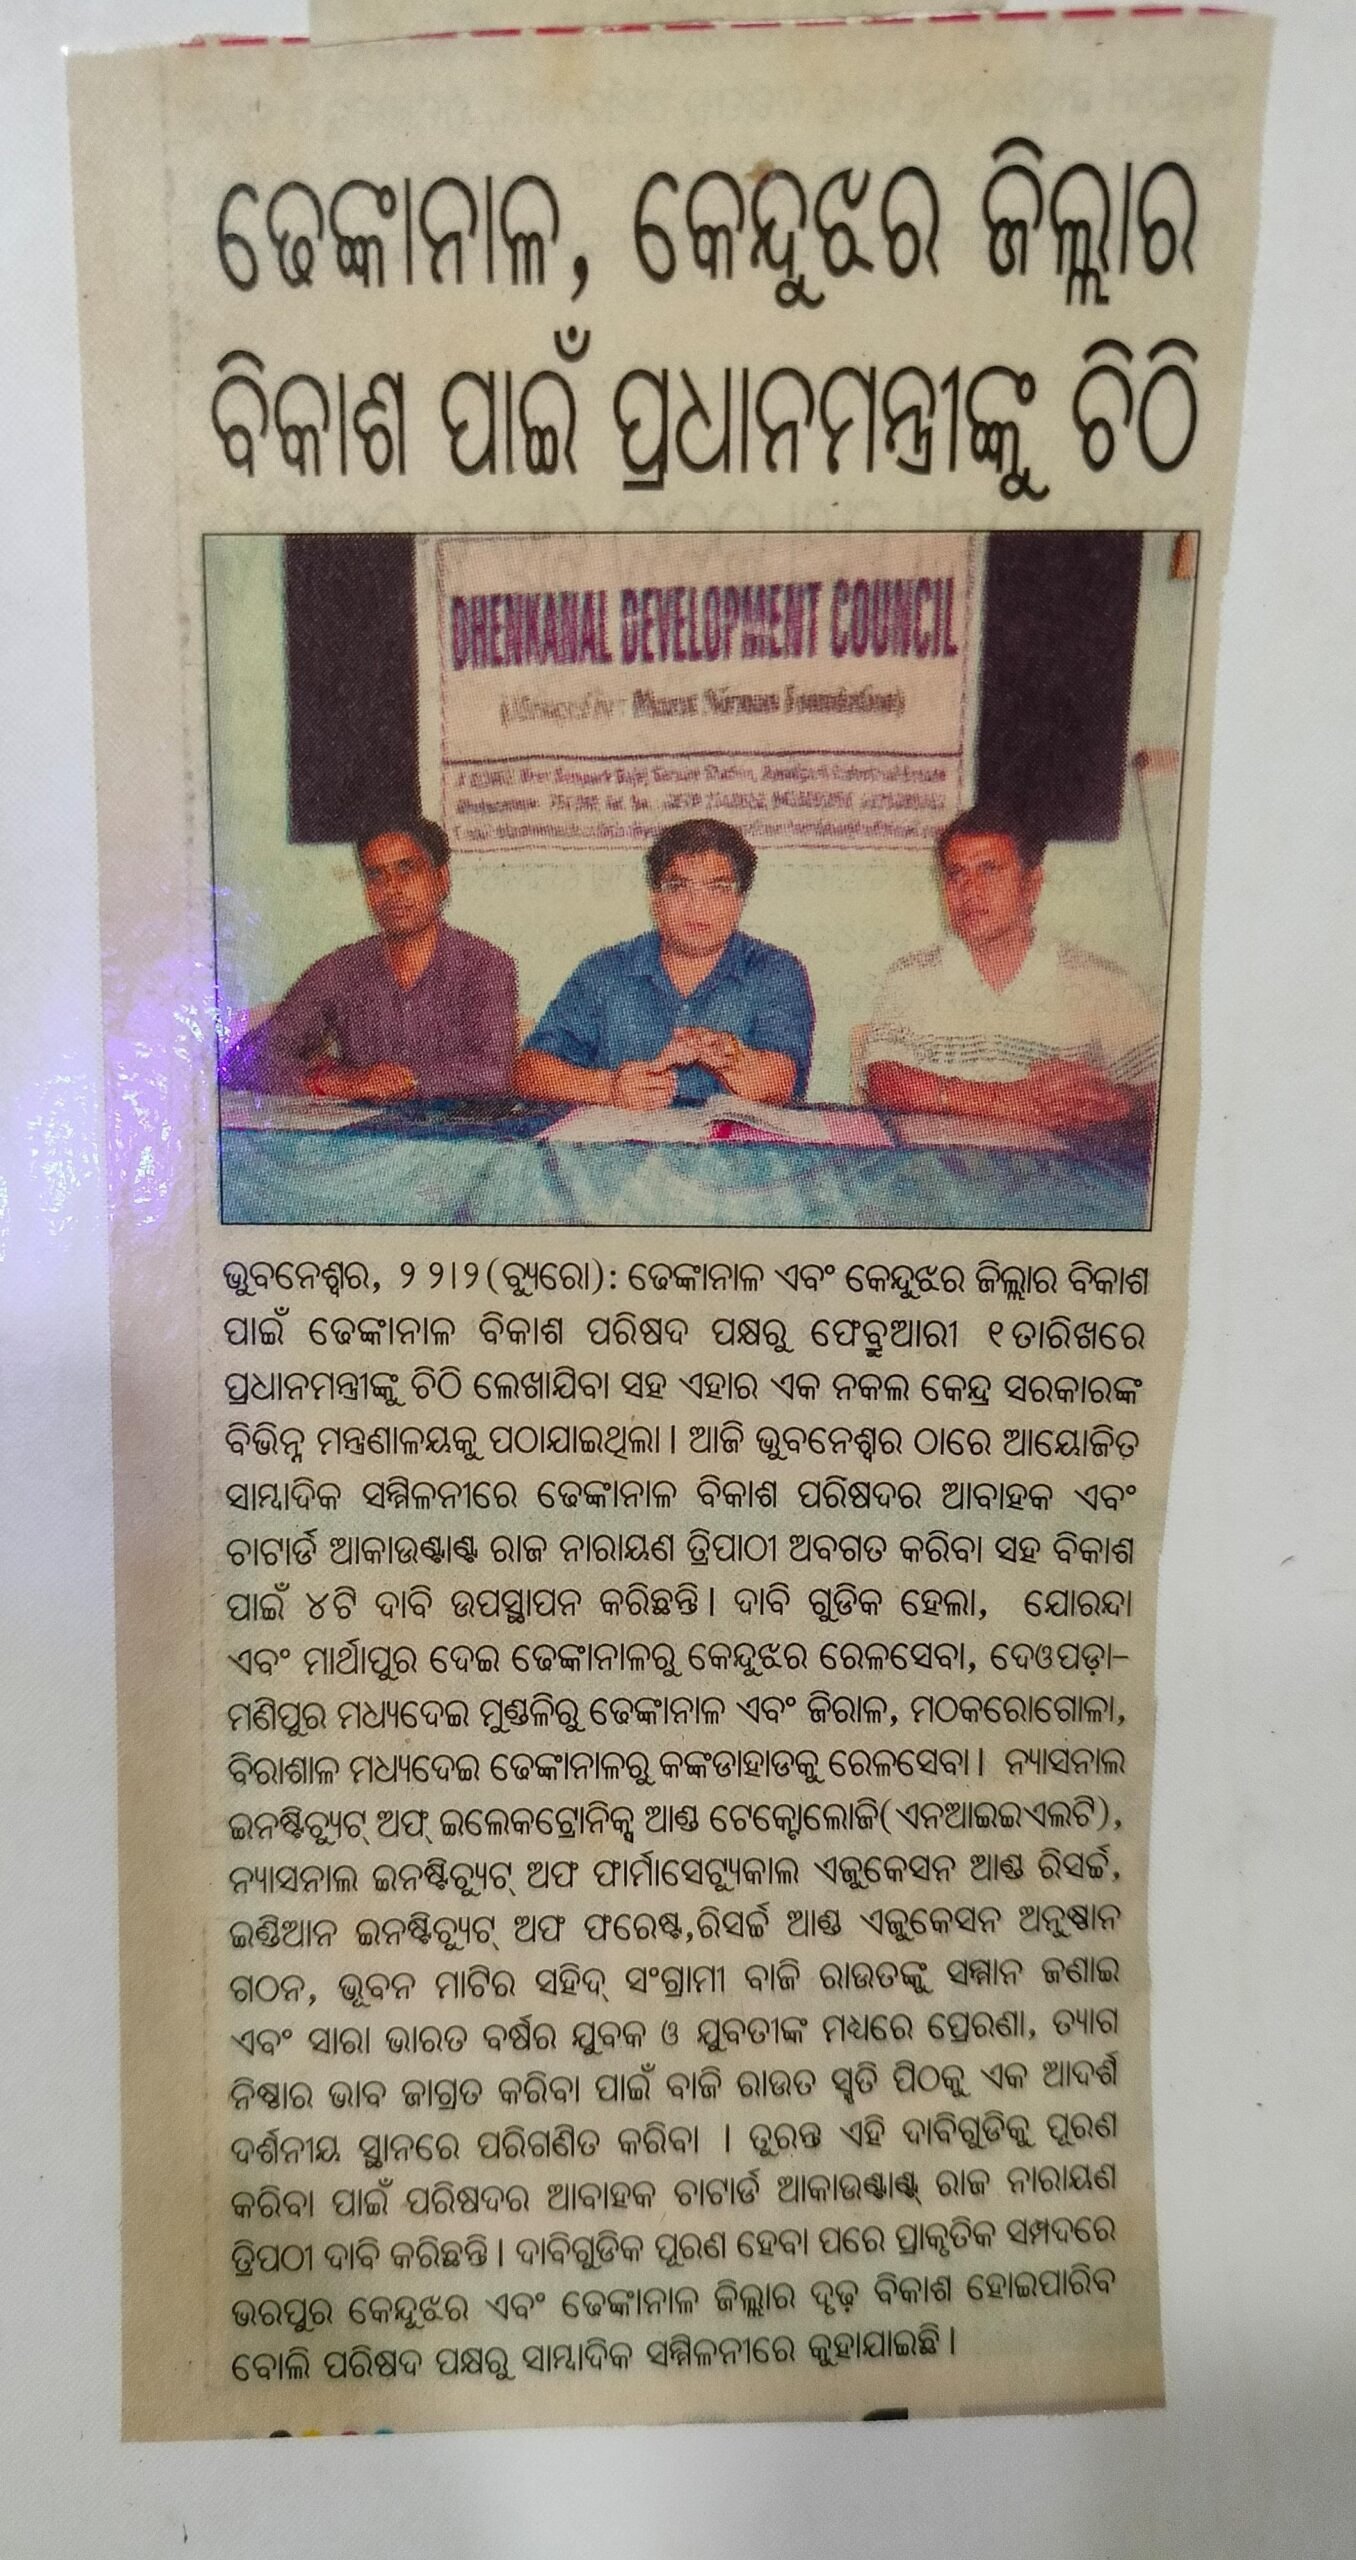 ଢେଙ୍କାନାଳ, କେନ୍ଦୁଝର ଜିଲ୍ଲାର
ବିକାଶ ପାଇଁ ପ୍ରଧାନମନ୍ତ୍ରୀଙ୍କୁ ଚିଠି
DHENKANAL DEVELOPMENT COUNCIL
ଭୁବନେଶ୍ୱର, ୨ ୨।୨(ବ୍ୟୁରୋ): ଢେଙ୍କାନାଳ ଏବଂ କେନ୍ଦୁଝର ଜିଲ୍ଲାର ବିକାଶ
ପାଇଁ ଢେଙ୍କାନାଳ ବିକାଶ ପରିଷଦ ପକ୍ଷରୁ ଫେବ୍ରୁଆରୀ ୧ତାରିଖରେ
ପ୍ରଧାନମନ୍ତ୍ରୀଙ୍କୁ ଚିଠି ଲେଖାଯିବା ସହ ଏହାର ଏକ ନକଲ କେନ୍ଦ୍ର ସରକାରଙ୍କ
ବିଭିନ୍ନ ମନ୍ତ୍ରଣାଳୟକୁ ପଠାଯାଇଥିଲା । ଆଜି ଭୁବନେଶ୍ୱର ଠାରେ ଆୟୋଜିତ
ସାମ୍ବାଦିକ ସମ୍ମିଳନୀରେ ଢେଙ୍କାନାଳ ବିକାଶ ପରିଷଦର ଆବାହକ ଏବଂ
ଚାଟାର୍ଡ ଆକାଉଣ୍ଟାଣ୍ଟ ରାଜ ନାରାୟଣ ତ୍ରିପାଠୀ ଅବଗତ କରିବା ସହ ବିକାଶ
ପାଇଁ ୪ଟି ଦାବି ଉପସ୍ଥାପନ କରିଛନ୍ତି । ଦାବି ଗୁଡିକ ହେଲା, ଯୋରନ୍ଦା
ଏବଂ ମାର୍ଥାପୁର ଦେଇ ଢେଙ୍କାନାଳରୁ କେନ୍ଦୁଝର ରେଳସେବା, ଦେଓପଡ଼ା-
ମଣିପୁର ମଧ୍ୟଦେଇ ମୁଣ୍ଡଳିରୁ ଢେଙ୍କାନାଳ ଏବଂ ଜିରାଳ, ମଠକରୋଗୋଳା,
ବିରାଶାଳ ମଧ୍ୟଦେଇ ଢେଙ୍କାନାଳରୁ କଙ୍କଡାହାଡକୁ ରେଳସେବା । ନ୍ୟାସନାଲ
ଇନଷ୍ଟିଚ୍ୟୁଟ୍ ଅଫ୍ ଇଲେକଟ୍ରୋନିକ୍ସ ଆଣ୍ଡ ଟେକ୍ନୋଲୋଜି(ଏନଆଇଇଏଲଟି),
ନ୍ୟାସନାଲ ଇନଷ୍ଟିଚ୍ୟୁଟ୍ ଅଫ ଫାର୍ମାସେଟ୍ୟୁକାଲ ଏଜୁକେସନ ଆଣ୍ଡ ରିସର୍ଚ୍ଚ,
ଇଣ୍ଡିଆନ ଇନଷ୍ଟିଚ୍ୟୁଟ୍ ଅଫ ଫରେଷ୍ଟ,ରିସର୍ଚ୍ଚ ଆଣ୍ଡ ଏଜୁକେସନ ଅନୁଷ୍ଠାନ
ଗଠନ, ଭୂବନ ମାଟିର ସହିଦ୍ ସଂଗ୍ରାମୀ ବାଜି ରାଉତଙ୍କୁ ସମ୍ମାନ ଜଣାଇ
ଏବଂ ସାରା ଭାରତ ବର୍ଷର ଯୁବକ ଓ ଯୁବତୀଙ୍କ ମଧ୍ୟରେ ପ୍ରେରଣା, ତ୍ୟାଗ
ନିଷ୍ଠାର ଭାବ ଜାଗ୍ରତ କରିବା ପାଇଁ ବାଜି ରାଉତ ସ୍ମୃତି ପିଠକୁ ଏକ ଆଦର୍ଶ
ଦର୍ଶନୀୟ ସ୍ଥାନରେ ପରିଗଣିତ କରିବା । ତୁରନ୍ତ ଏହି ଦାବିଗୁଡିକୁ ପୂରଣ
କରିବା ପାଇଁ ପରିଷଦର ଆବାହକ ଚାଟାର୍ଡ ଆକାଉଣ୍ଟାଣ୍ଟ୍ ରାଜ ନାରାୟଣ
ତ୍ରିପଠୀ ଦାବି କରିଛନ୍ତି । ଦାବିଗୁଡିକ ପୂରଣ ହେବା ପରେ ପ୍ରାକୃତିକ ସମ୍ପଦରେ
ଭରପୁର କେନ୍ଦୁଝର ଏବଂ ଢେଙ୍କାନାଳ ଜିଲ୍ଲାର ଦୃଢ଼ ବିକାଶ ହୋଇପାରିବ
ବୋଲି ପରିଷଦ ପକ୍ଷରୁ ସାମ୍ବାଦିକ ସମ୍ମିଳନୀରେ କୁହାଯାଇଛି ।